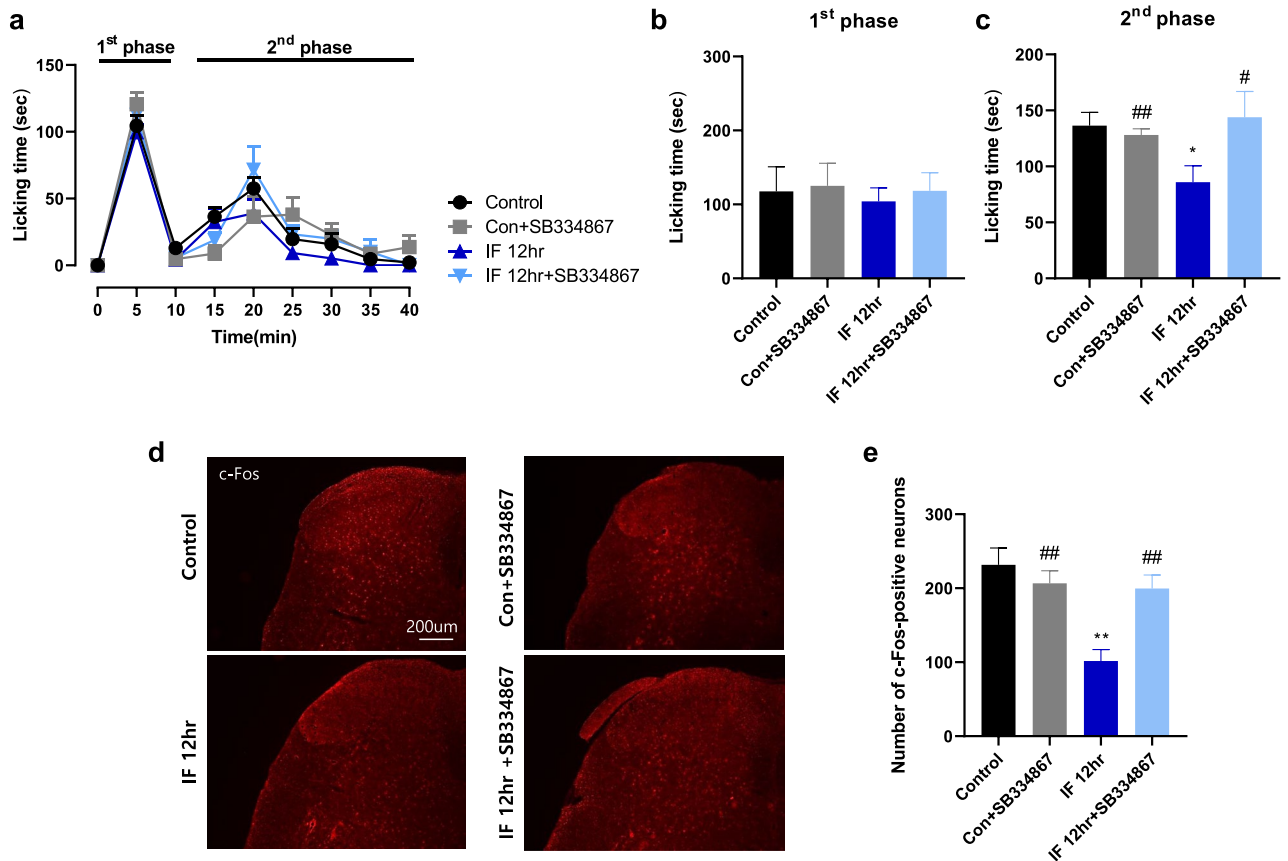 a
1st phase
2nd phase
Licking time (sec)
150
100
50
0
0
5
10
15
20
25
30
35
40
Time(min)
Control
Con+SB334867
IF 12hr
IF 12hr+SB334867
b
1st phase
Licking time (sec)
300
200
100
0
Control
Con+SB334867
IF 12hr
IF 12hr+SB334867
c
2nd phase
Licking time (sec)
200
150
100
50
0
##
*
#
Control
Con+SB334867
IF 12hr
IF 12hr+SB334867
d
c-Fos
Control
200um
Con+SB334867
IF 12hr
IF 12hr +SB334867
e
Number of c-Fos-positive neurons
300
200
100
0
##
**
##
Control
Con+SB334867
IF 12hr
IF 12hr+SB334867